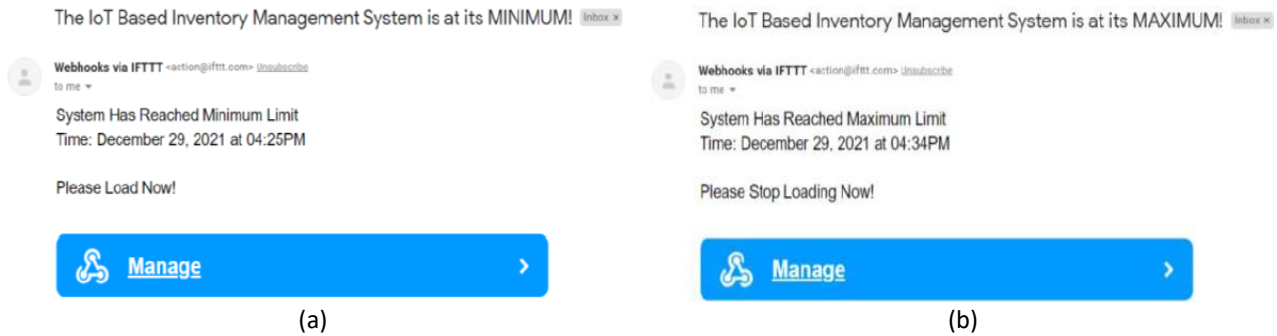 The IoT Based Inventory Management System is at its MINIMUM! Inbox x
Webhooks via IFTTT <action@ifttt.com> Unsubscribe
to me
System Has Reached Minimum Limit
Time: December 29, 2021 at 04:25PM
Please Load Now!
Manage
(a)
The IoT Based Inventory Management System is at its MAXIMUM! Inbox x
Webhooks via IFTTT <action@ifttt.com> Unsubscribe
to me
System Has Reached Maximum Limit
Time: December 29, 2021 at 04:34PM
Please Stop Loading Now!
Manage
(b)